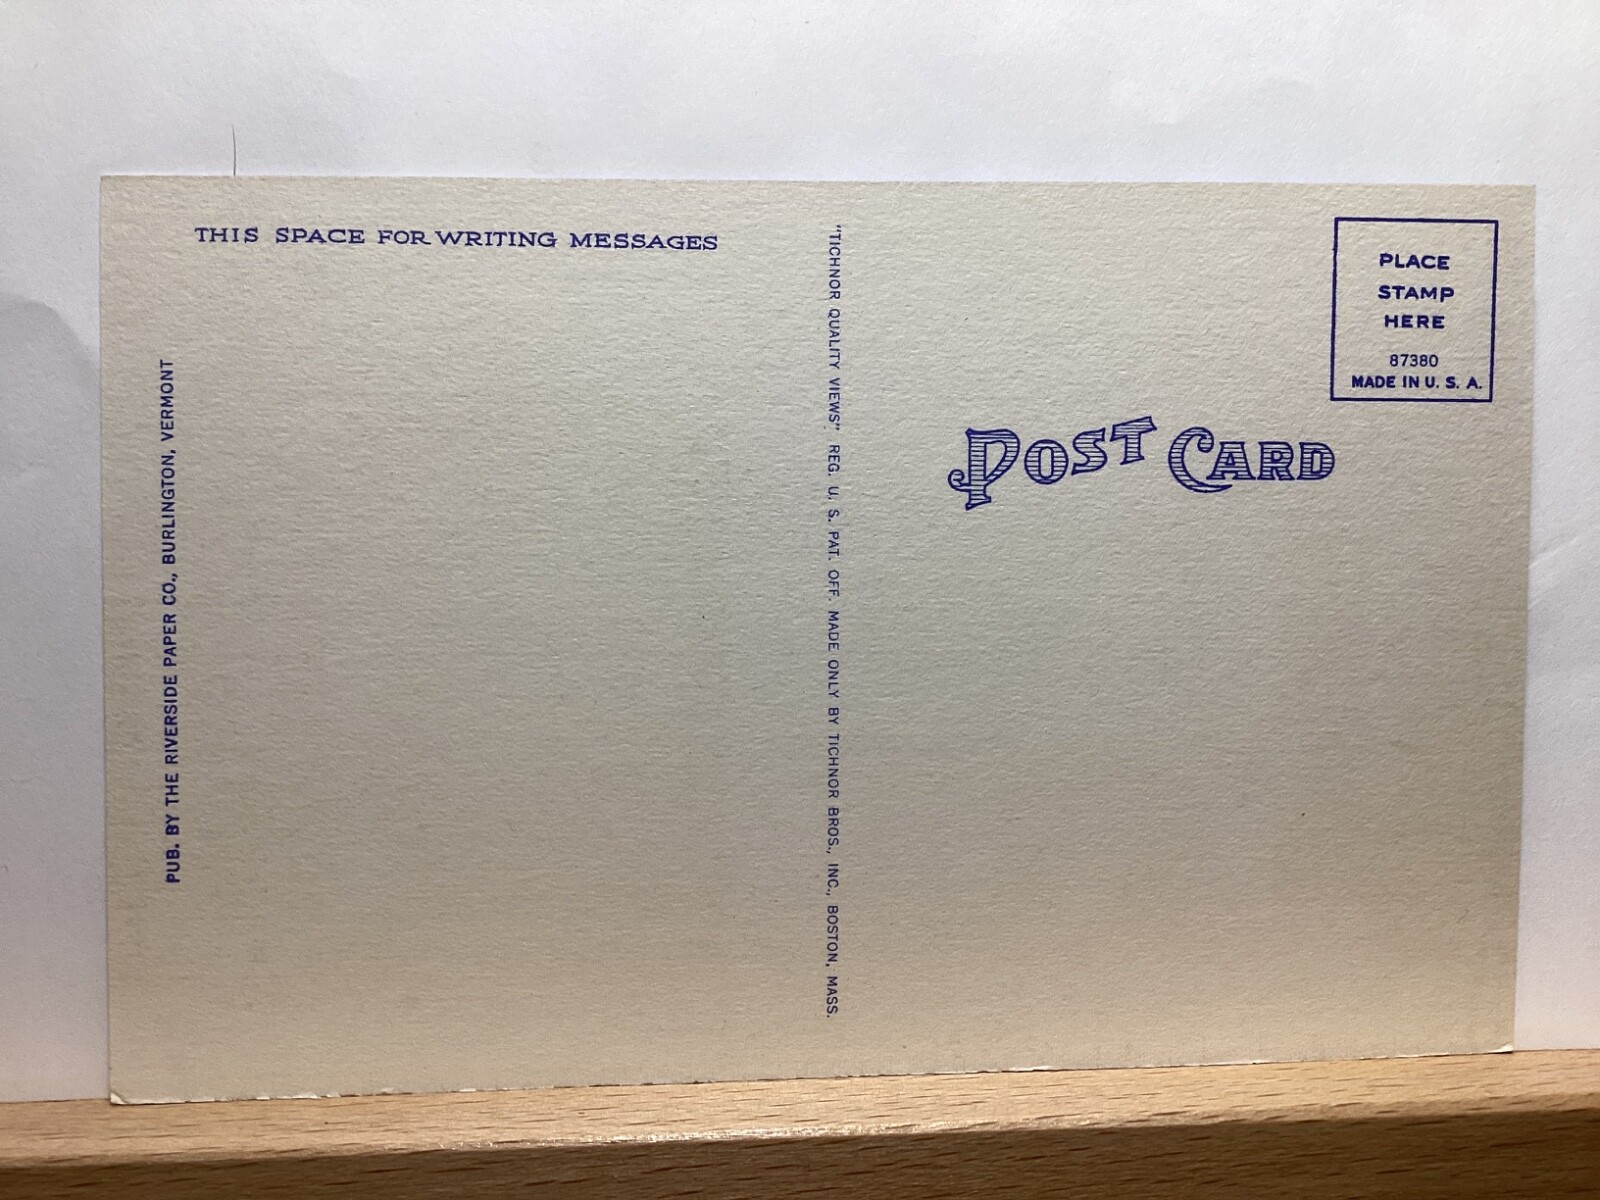 THIS SPACE FOR WRITING MESSAGES
PUB. BY THE RIVERSIDE PAPER CO., BURLINGTON, VERMONT
"TICHNOR QUALITY VIEWS" REG. U. S. PAT. OFF. MADE ONLY BY TICHNOR BROS., INC., BOSTON, MASS.
PLACE
STAMP
HERE
87380
MADE IN U. S. A.
POST CARD